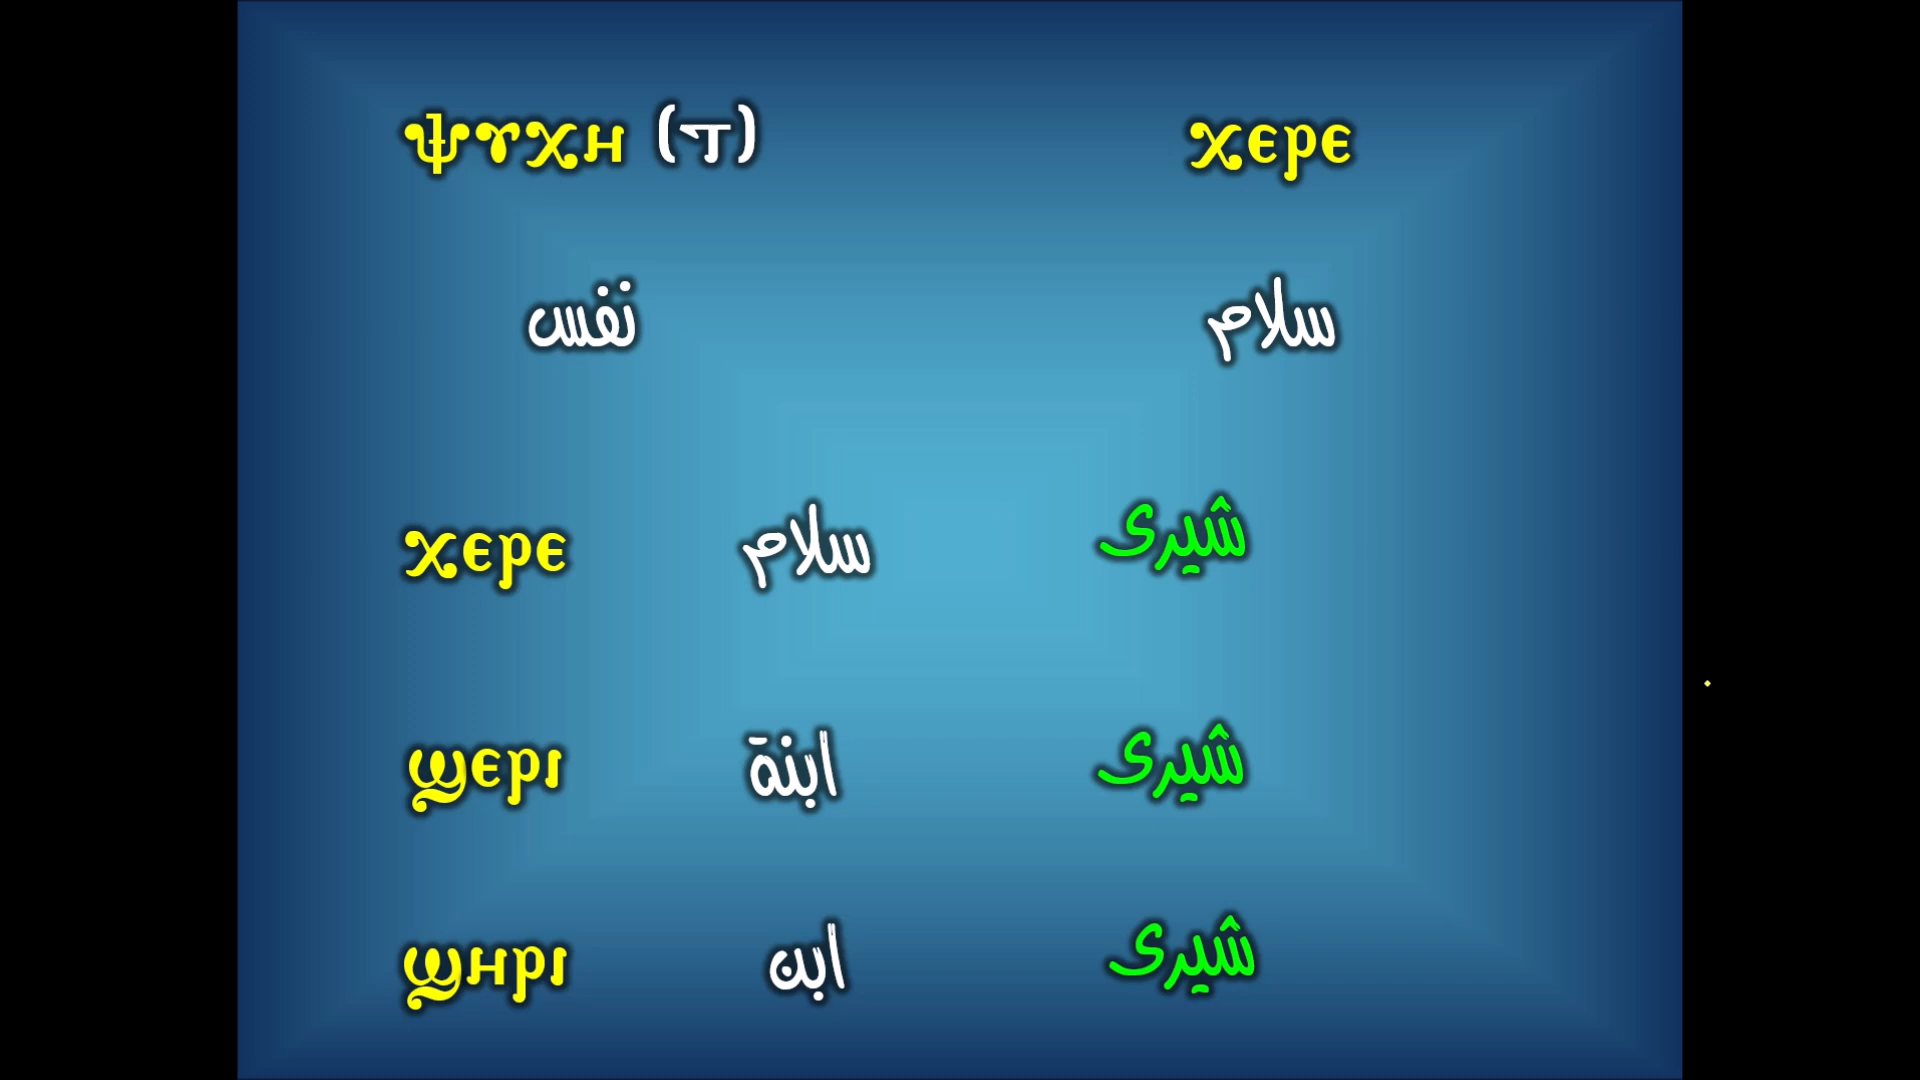 ⲯⲩⲭⲏ (ⲧ) ⲭⲉⲣⲉ
نفس سلام
ⲭⲉⲣⲉ سلام شيرى
ϣⲉⲣⲓ ابنة شيرى
ϣⲏⲣⲓ ابن شيرى